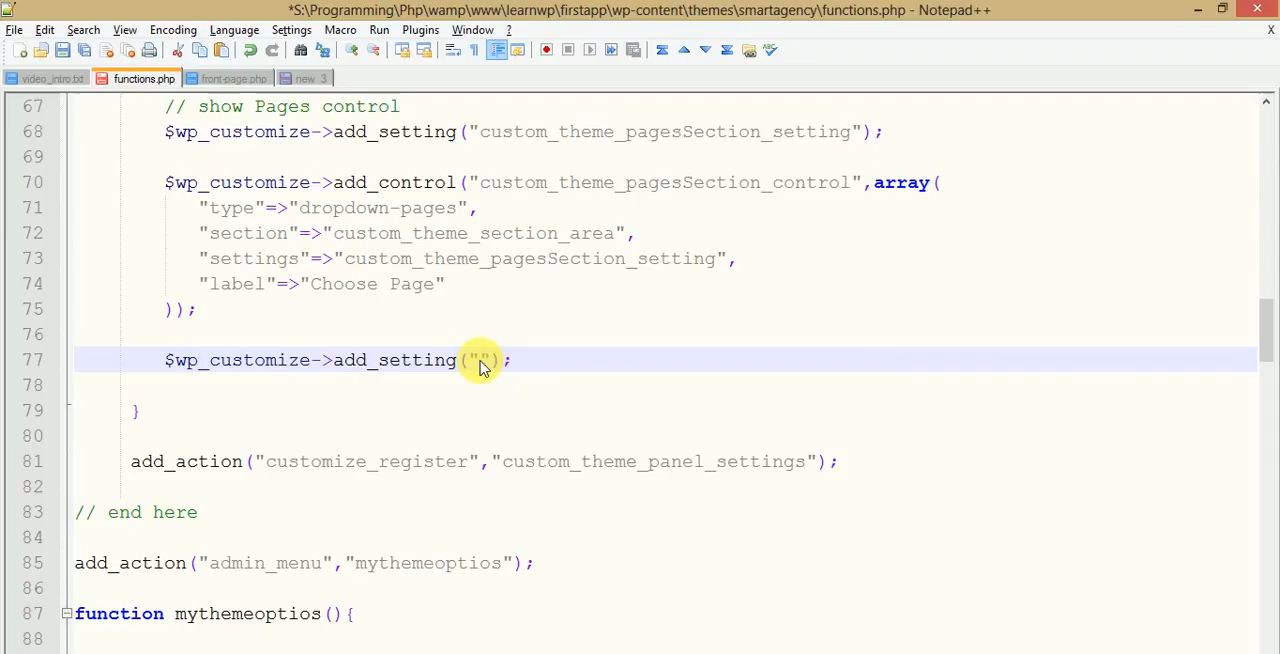 *S:\Programming\Php\wamp\www\learnwp\firstapp\wp-content\themes\smartagency\functions.php - Notepad++
File Edit Search View Encoding Language Settings Macro Run Plugins Window ? X
video_intro.txt functions.php front-page.php new 3
67 // show Pages control
68 $wp_customize->add_setting("custom_theme_pagesSection_setting");
69
70 $wp_customize->add_control("custom_theme_pagesSection_control",array(
71 "type"=>"dropdown-pages",
72 "section"=>"custom_theme_section_area",
73 "settings"=>"custom_theme_pagesSection_setting",
74 "label"=>"Choose Page"
75 ));
76
77 $wp_customize->add_setting("");
78
79 }
80
81 add_action("customize_register","custom_theme_panel_settings");
82
83 // end here
84
85 add_action("admin_menu","mythemeoptios");
86
87 function mythemeoptios(){
88